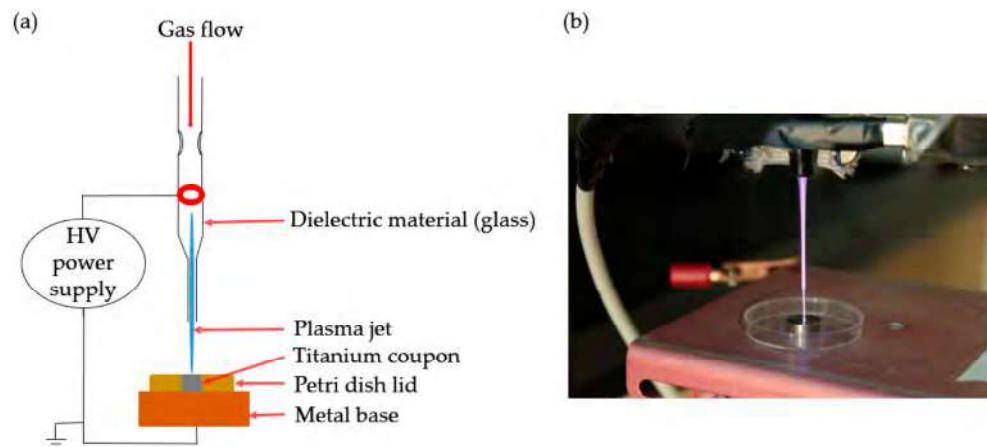 (a)
Gas flow
(b)
Dielectric material (glass)
HV
power
supply
Plasma jet
Titanium coupon
Petri dish lid
Metal base